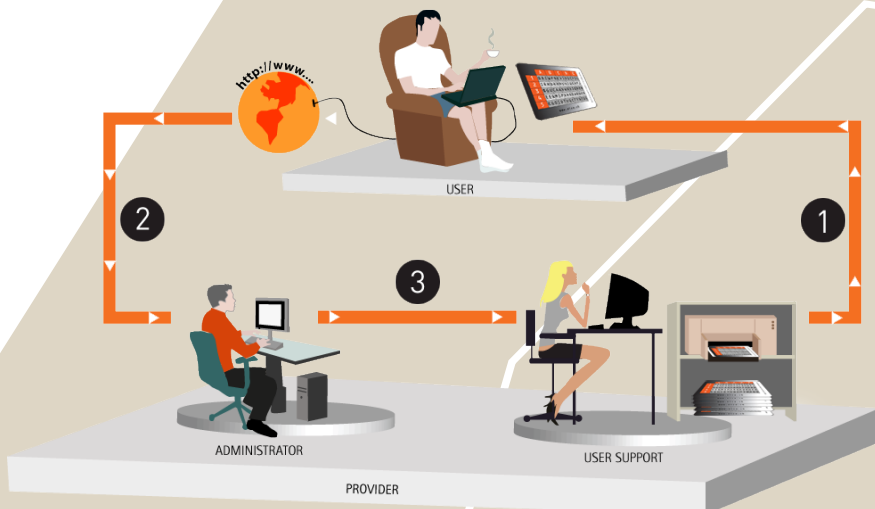 http://www....
USER
2
1
3
ADMINISTRATOR
USER SUPPORT
PROVIDER